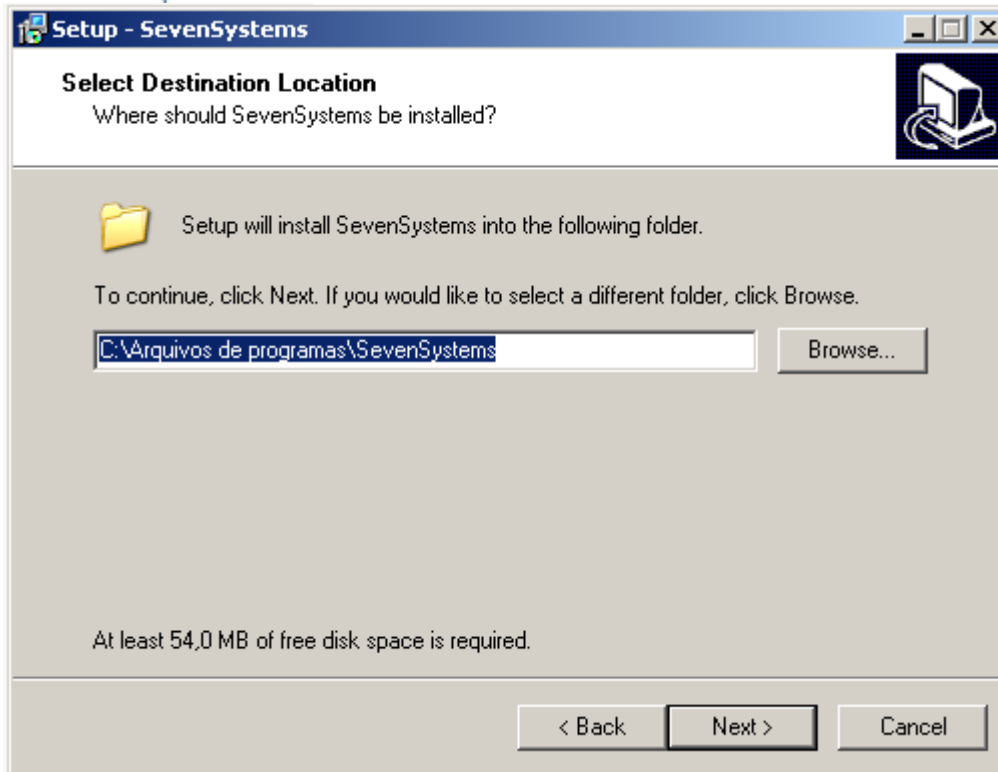 Setup - SevenSystems
Select Destination Location
Where should SevenSystems be installed?
Setup will install SevenSystems into the following folder.
To continue, click Next. If you would like to select a different folder, click Browse.
C:\Arquivos de programas\SevenSystems
Browse...
At least 54,0 MB of free disk space is required.
< Back
Next >
Cancel